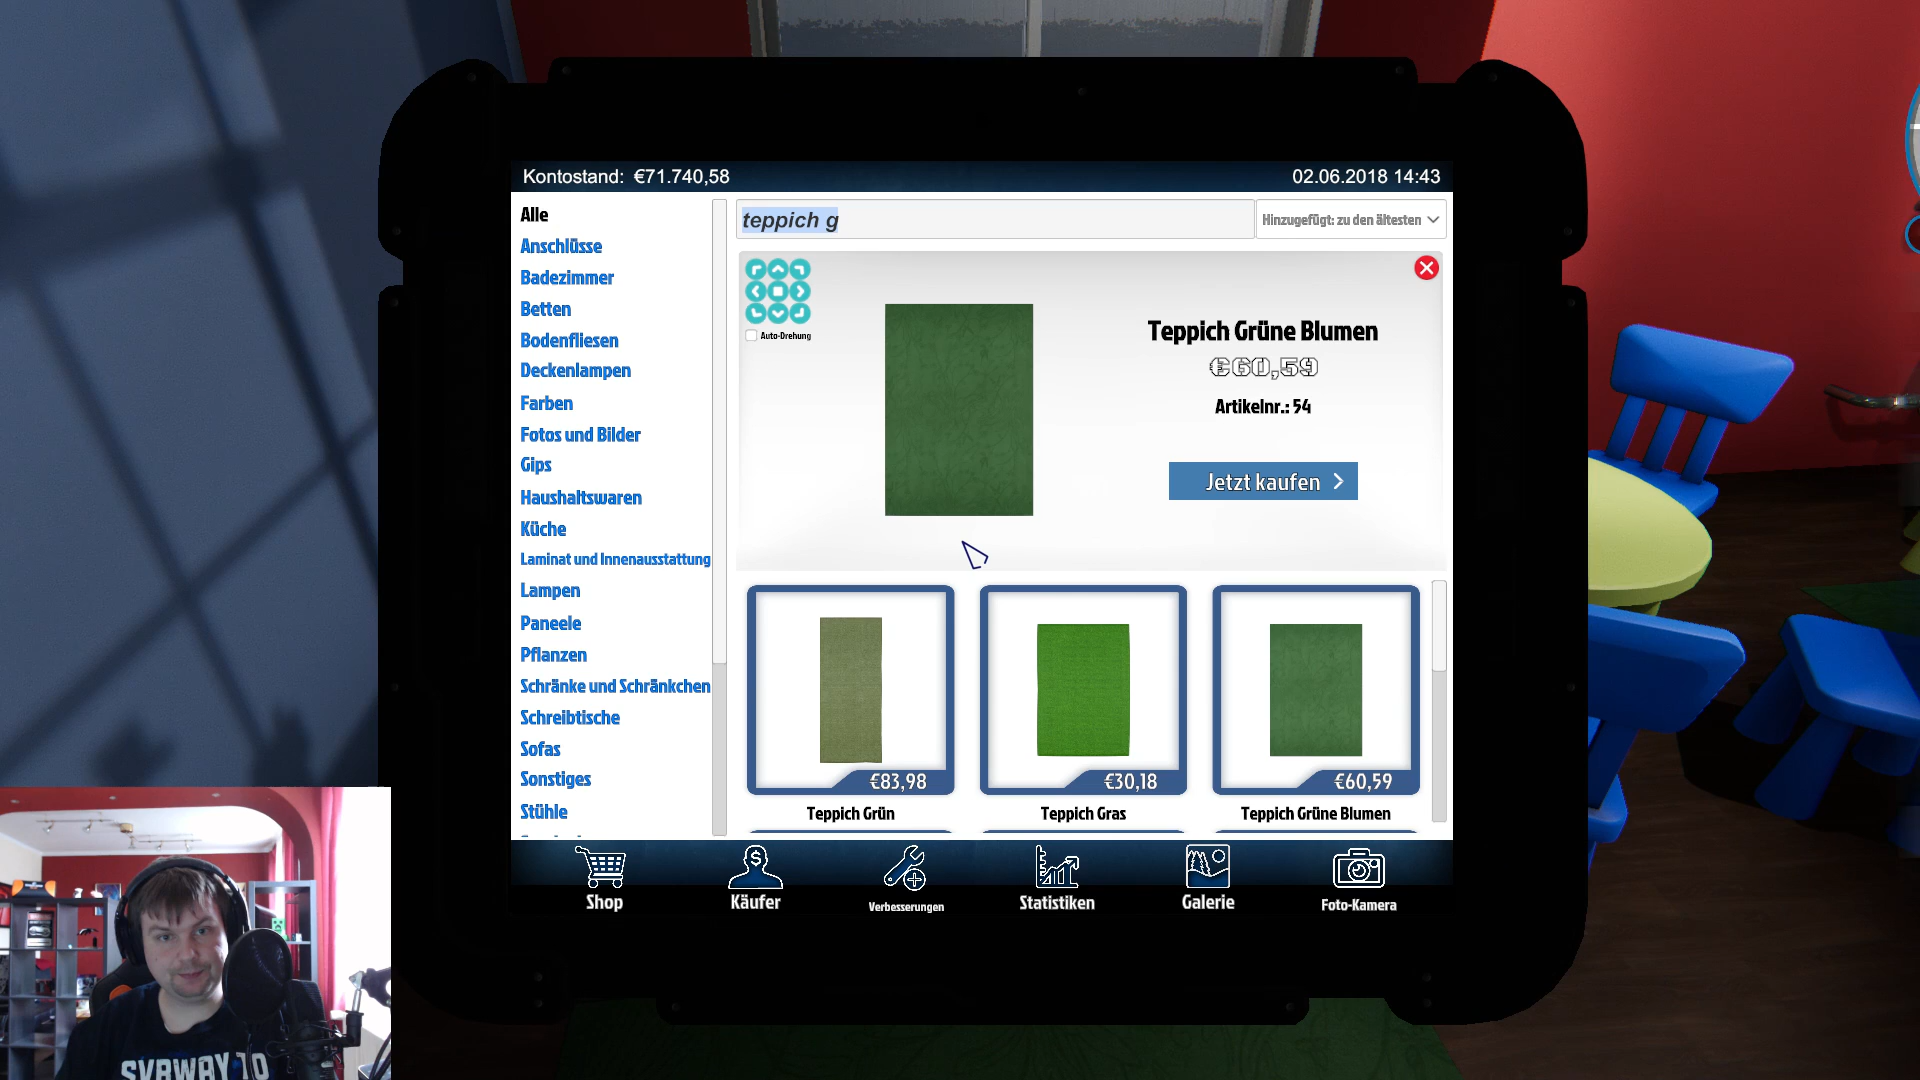 Kontostand: €71.740,58
02.06.2018 14:43
Alle
Anschlüsse
Badezimmer
Betten
Bodenfliesen
Deckenlampen
Farben
Fotos und Bilder
Gips
Haushaltswaren
Küche
Laminat und Innenausstattung
Lampen
Paneele
Pflanzen
Schränke und Schränkchen
Schreibtische
Sofas
Sonstiges
Stühle
teppich g
Hinzugefügt: zu den ältesten
Auto-Drehung
Teppich Grüne Blumen
€60,59
Artikelnr.: 54
Jetzt kaufen
€83,98
€30,18
€60,59
Teppich Grün
Teppich Gras
Teppich Grüne Blumen
Shop
Käufer
Verbesserungen
Statistiken
Galerie
Foto-Kamera